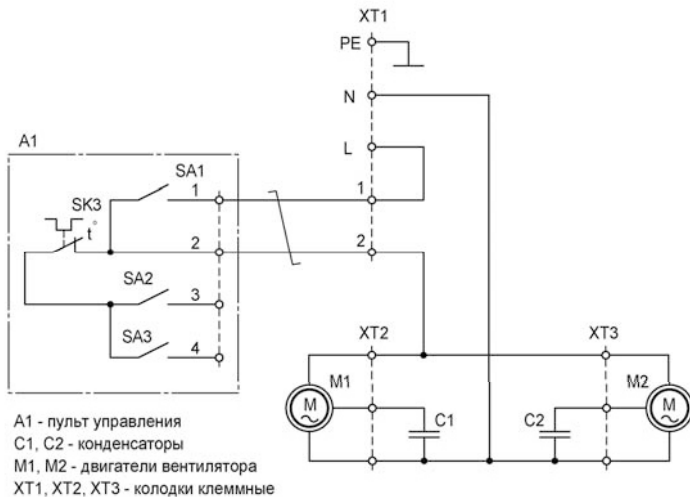 XT1
PE
N
A1
L
SA1
1
1
SK3
t°
2
2
SA2
3
SA3
4
XT2
XT3
M1
M2
M
C1
C2
M
A1 - пульт управления
C1, C2 - конденсаторы
M1, M2 - двигатели вентилятора
XT1, XT2, XT3 - колодки клеммные